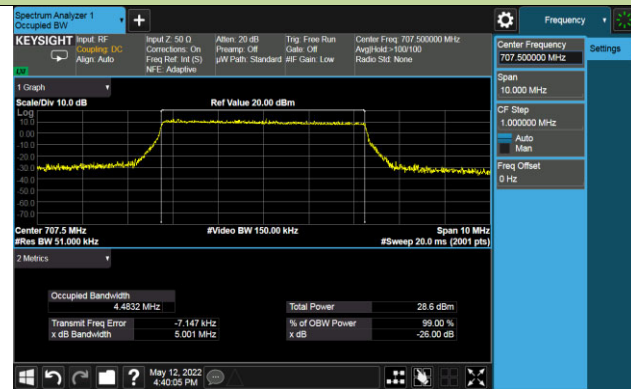 Spectrum Analyzer 1
Occupied BW
Frequency
KEYSIGHT
Input: RF
Coupling: DC
Align: Auto
Input Z: 50 Ω
Corrections: On
Freq Ref: Int (S)
NFE: Adaptive
Atten: 20 dB
Preamp: Off
µW Path: Standard
Trig: Free Run
Gate: Off
#IF Gain: Low
Center Freq: 707.500000 MHz
Avg|Hold:>100/100
Radio Std: None
Center Frequency
707.500000 MHz
Settings
Span
10.000 MHz
CF Step
1.000000 MHz
Auto
Man
Freq Offset
0 Hz
1 Graph
Scale/Div 10.0 dB
Ref Value 20.00 dBm
Log
10.0
0.00
-10.0
-20.0
-30.0
-40.0
-50.0
-60.0
-70.0
Center 707.5 MHz
#Video BW 150.00 kHz
Span 10 MHz
#Res BW 51.000 kHz
#Sweep 20.0 ms (2001 pts)
2 Metrics
Occupied Bandwidth
4.4832 MHz
Total Power
28.6 dBm
Transmit Freq Error
-7.147 kHz
% of OBW Power
99.00 %
x dB Bandwidth
5.001 MHz
x dB
-26.00 dB
?
May 12, 2022
4:40:05 PM